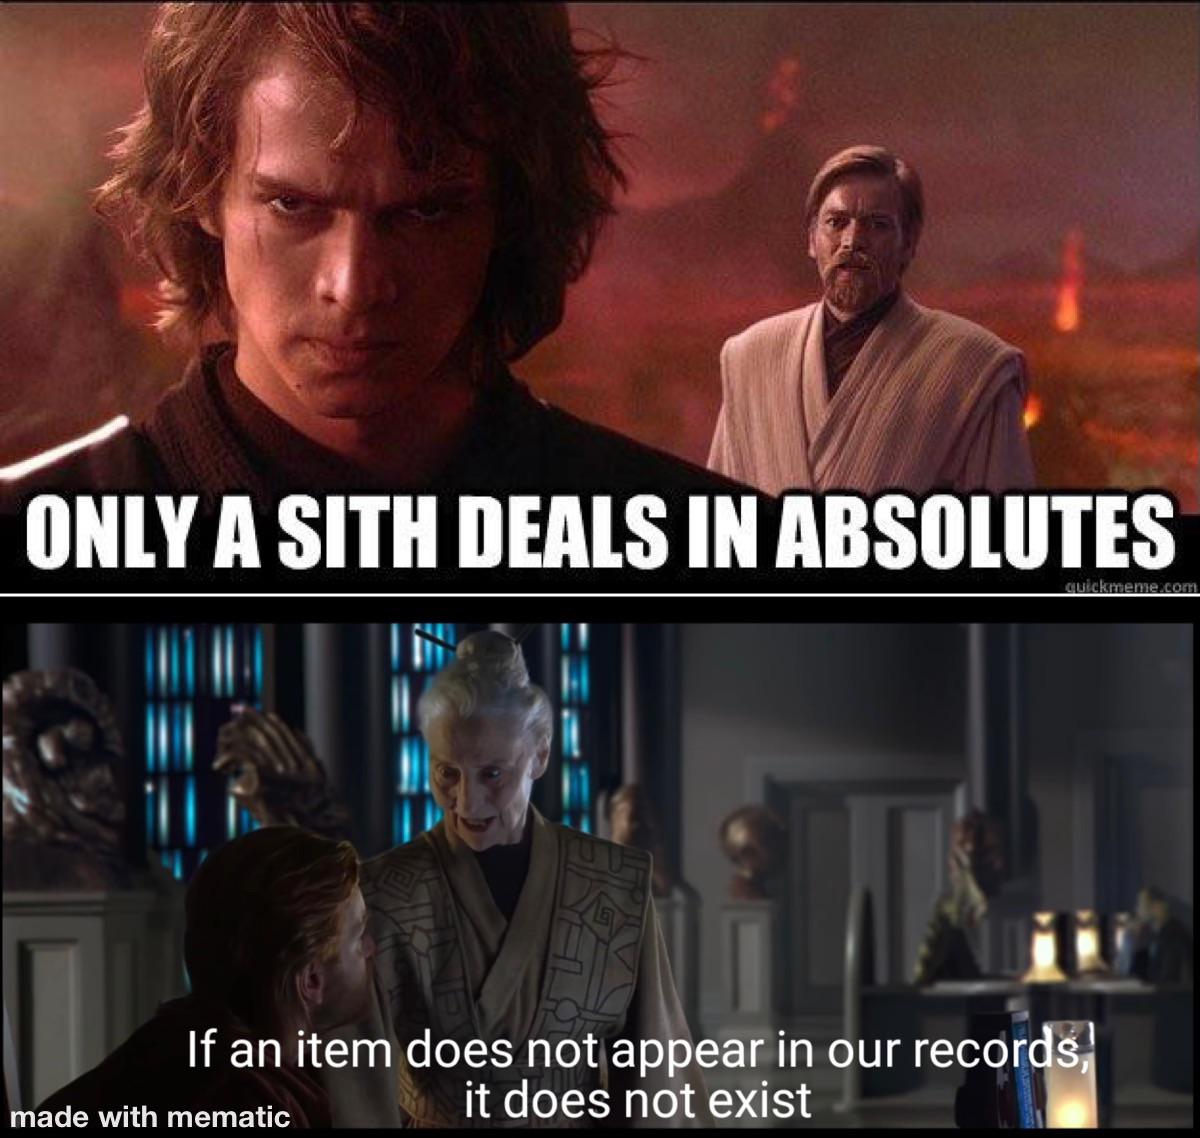 ONLY A SITH DEALS IN ABSOLUTES
quickmeme.com
If an item does not appear in our records,
it does not exist
made with mematic